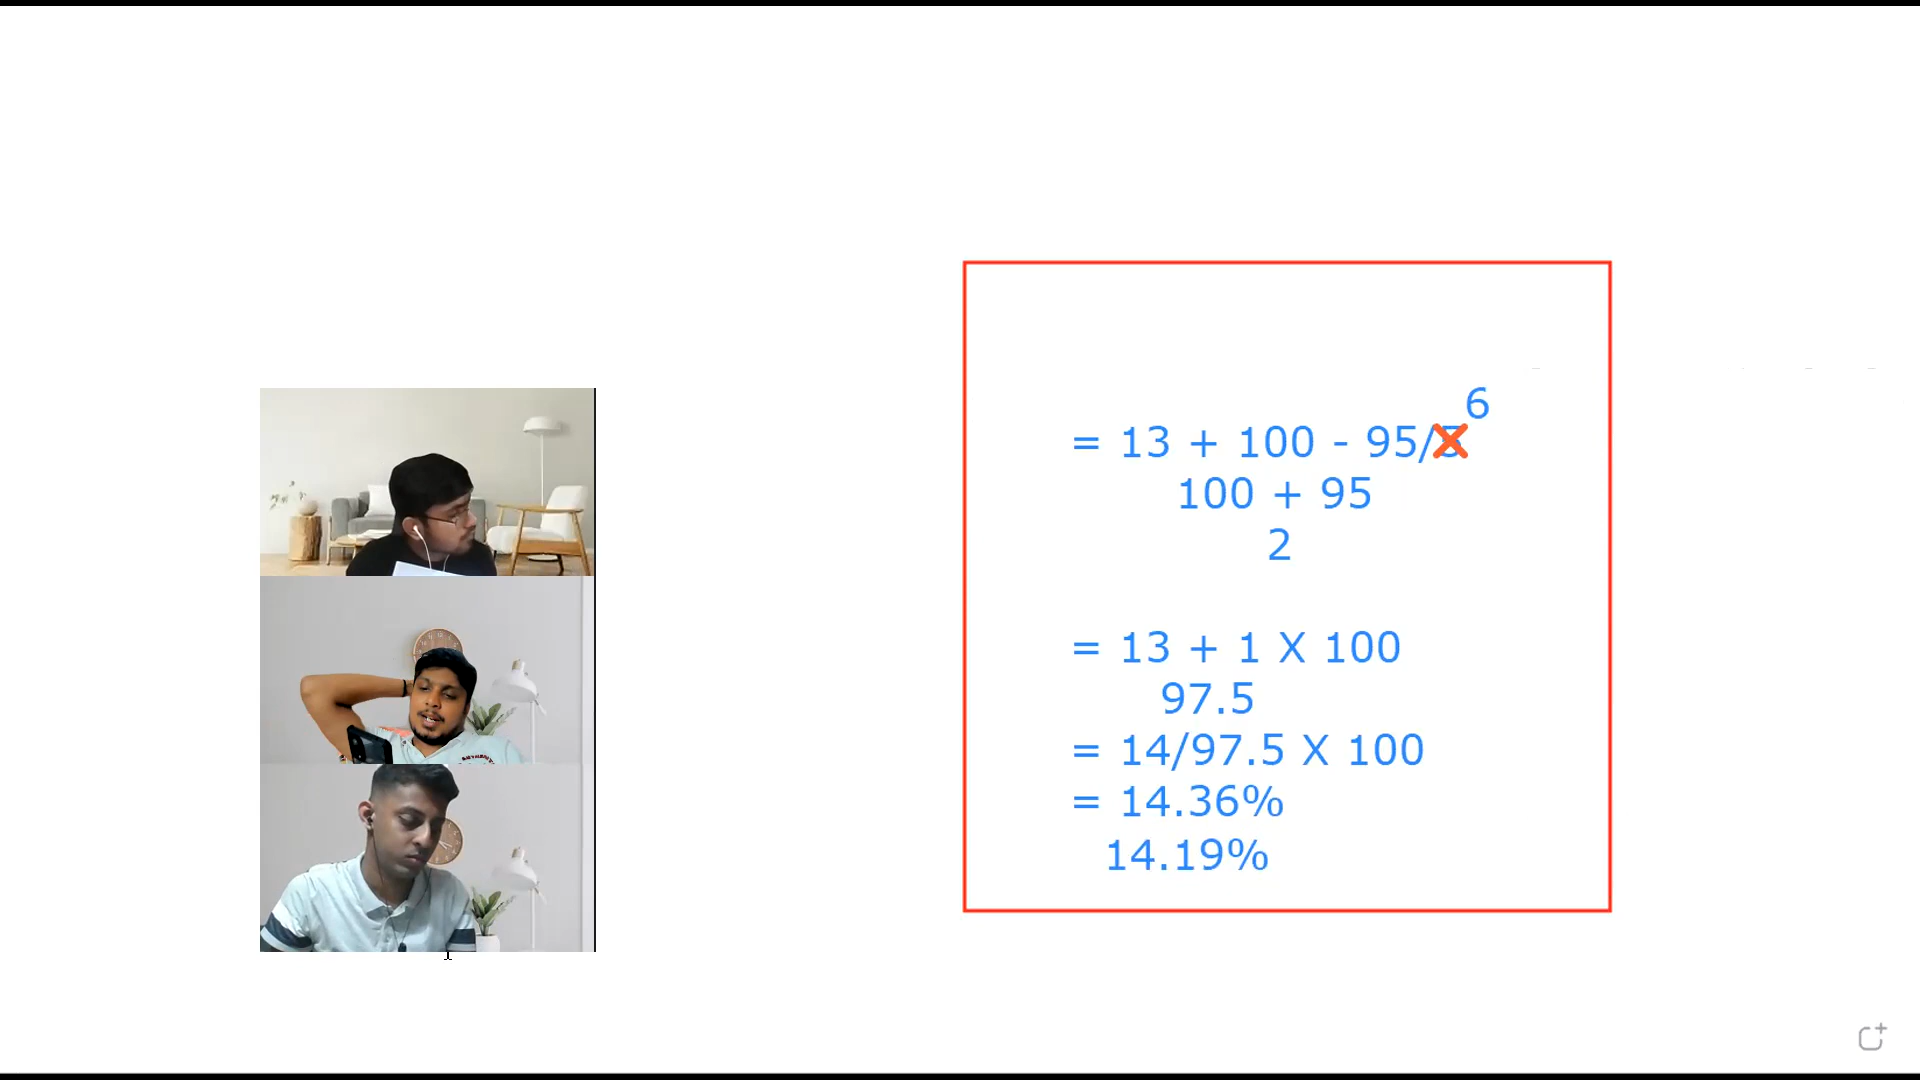 6
= 13 + 100 - 95/5
100 + 95
2
= 13 + 1 X 100
97.5
= 14/97.5 X 100
= 14.36%
14.19%